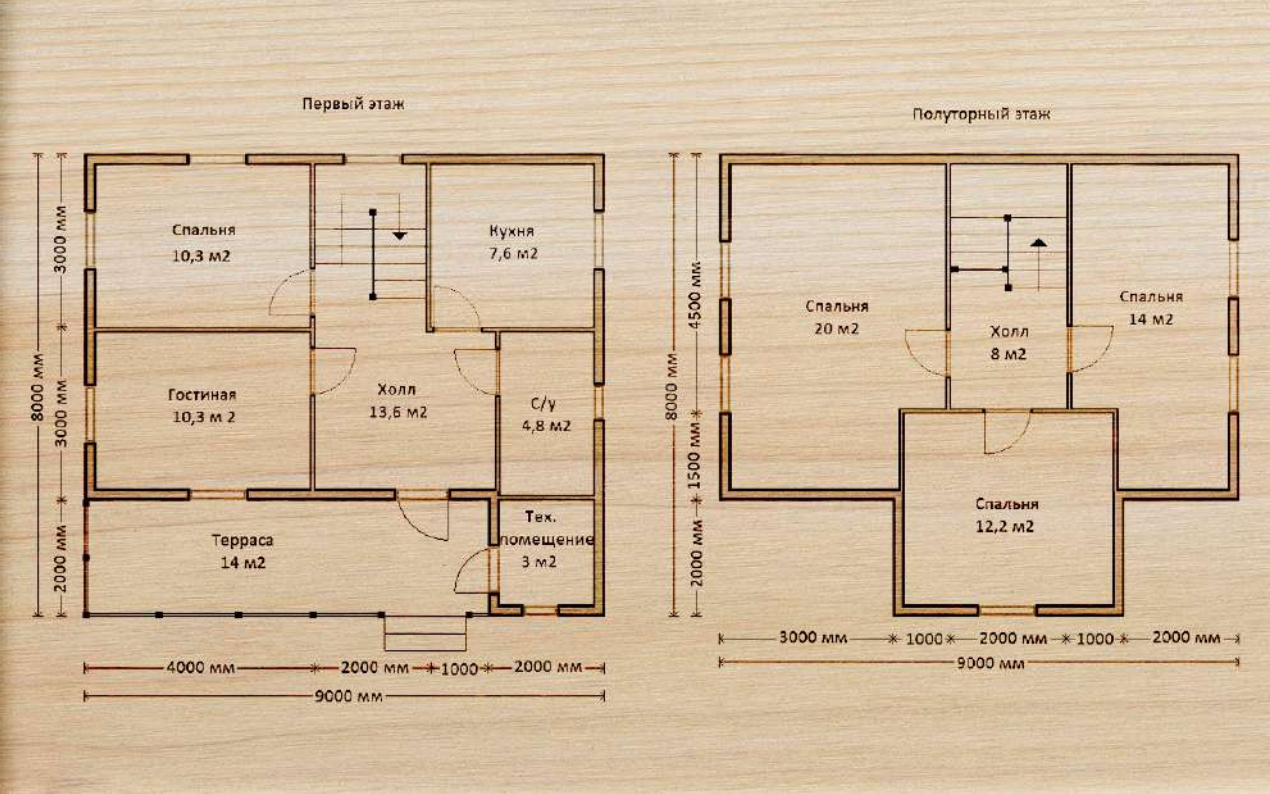 Первый этаж
Спальня
10,3 м2
Кухня
7,6 м2
Гостиная
10,3 м 2
Холл
13,6 м2
С/у
4,8 м2
Терраса
14 м2
Тех.
помещение
3 м2
8000 мм
3000 мм
3000 мм
2000 мм
4000 мм
2000 мм
1000
2000 мм
9000 мм
Полуторный этаж
Спальня
20 м2
Холл
8 м2
Спальня
14 м2
Спальня
12,2 м2
8000 мм
4500 мм
1500 мм
2000 мм
3000 мм
1000
2000 мм
1000
2000 мм
9000 мм